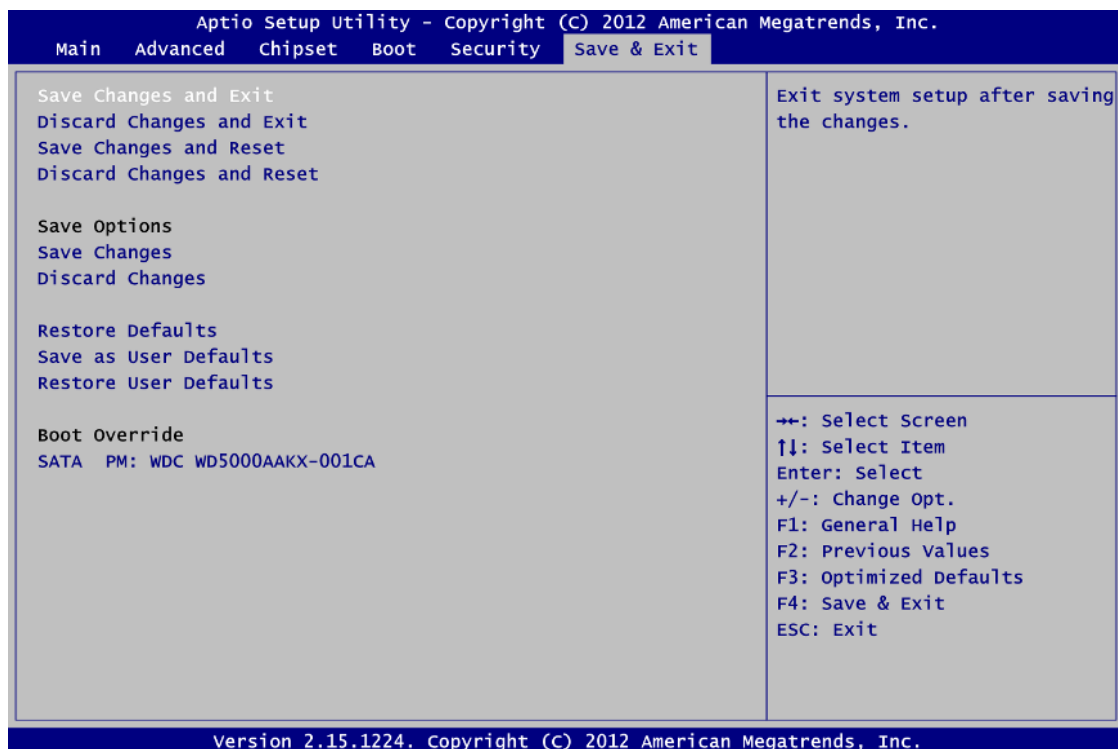 Aptio Setup Utility - Copyright (C) 2012 American Megatrends, Inc.
Main Advanced Chipset Boot Security Save & Exit
Save Changes and Exit
Discard Changes and Exit
Save Changes and Reset
Discard Changes and Reset
Save Options
Save Changes
Discard Changes
Restore Defaults
Save as User Defaults
Restore User Defaults
Boot Override
SATA PM: WDC WD5000AAKX-001CA
Exit system setup after saving
the changes.
→←: Select Screen
↑↓: Select Item
Enter: Select
+/-: Change Opt.
F1: General Help
F2: Previous Values
F3: Optimized Defaults
F4: Save & Exit
ESC: Exit
Version 2.15.1224. Copyright (C) 2012 American Megatrends, Inc.